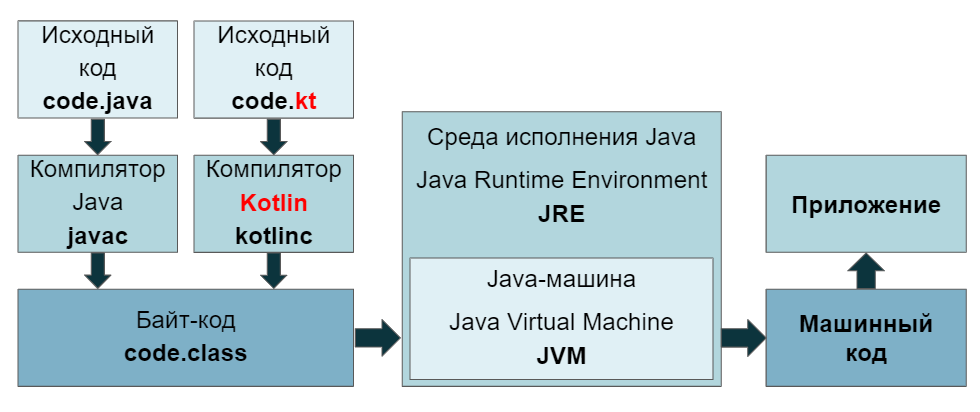 Исходный
код
code.java
Исходный
код
code.kt
Компилятор
Java
javac
Компилятор
Kotlin
kotlinc
Байт-код
code.class
Среда исполнения Java
Java Runtime Environment
JRE
Java-машина
Java Virtual Machine
JVM
Машинный
код
Приложение